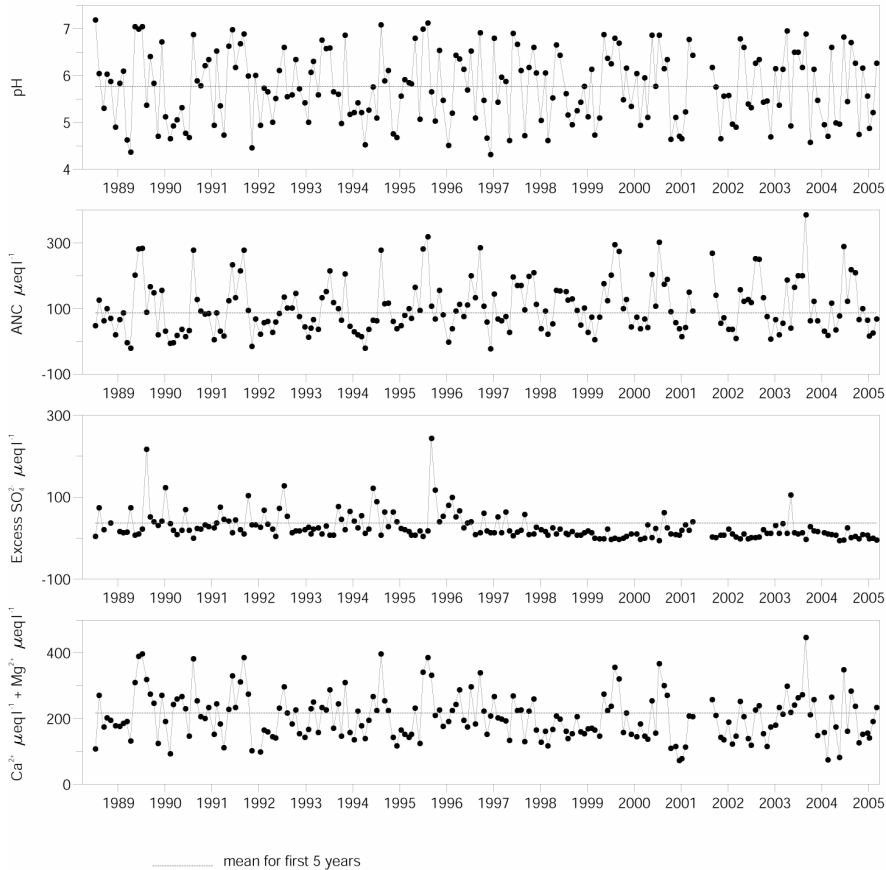 7
6
5
4
pH
1989 1990 1991 1992 1993 1994 1995 1996 1997 1998 1999 2000 2001 2002 2003 2004 2005
300
100
-100
ANC μeq l⁻¹
1989 1990 1991 1992 1993 1994 1995 1996 1997 1998 1999 2000 2001 2002 2003 2004 2005
300
100
-100
Excess SO₄²⁻ μeq l⁻¹
1989 1990 1991 1992 1993 1994 1995 1996 1997 1998 1999 2000 2001 2002 2003 2004 2005
400
200
0
Ca²⁺ μeq l⁻¹ + Mg²⁺ μeq l⁻¹
1989 1990 1991 1992 1993 1994 1995 1996 1997 1998 1999 2000 2001 2002 2003 2004 2005
mean for first 5 years